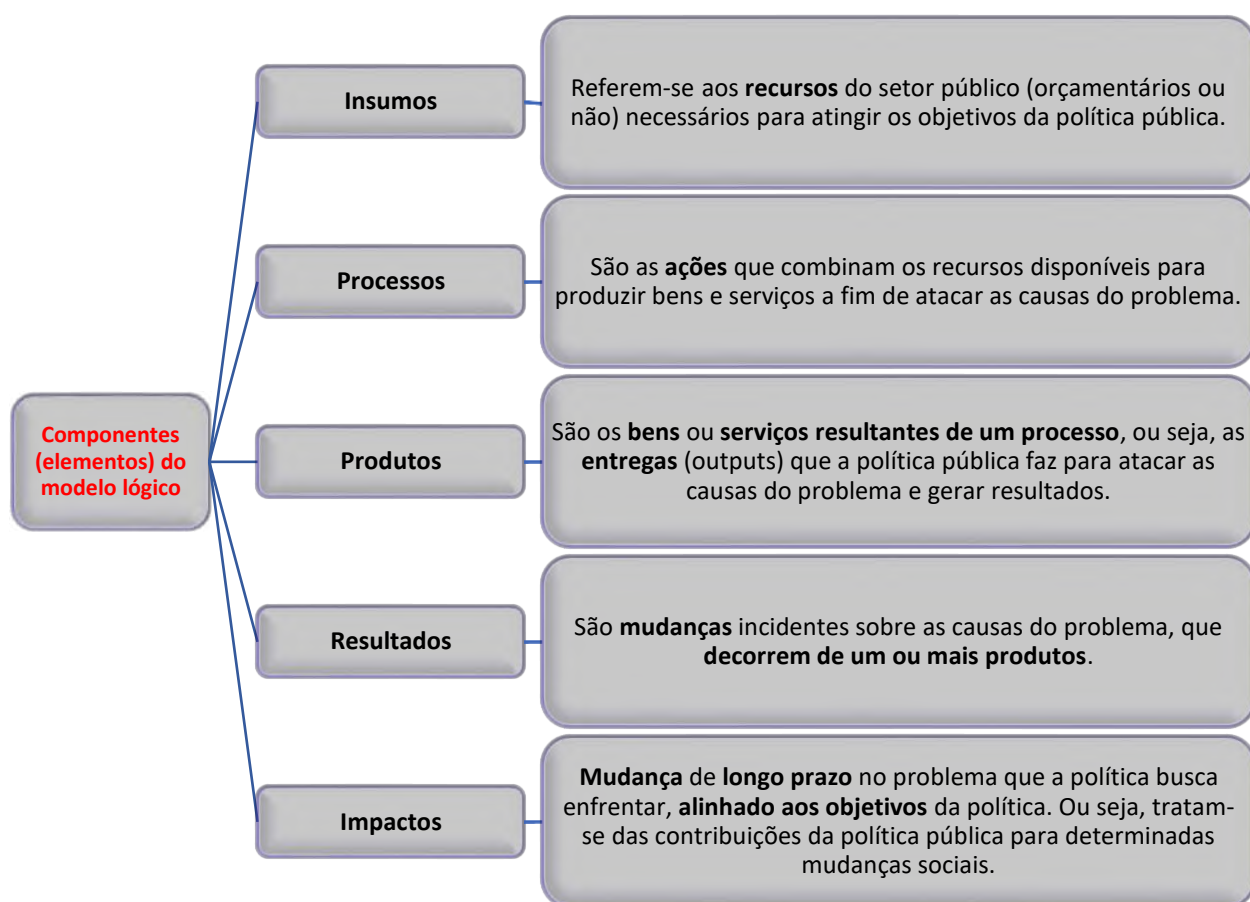 Insumos
Referem-se aos recursos do setor público (orçamentários ou
não) necessários para atingir os objetivos da política pública.
Processos
São as ações que combinam os recursos disponíveis para
produzir bens e serviços a fim de atacar as causas do problema.
Componentes
(elementos) do
modelo lógico
Produtos
São os bens ou serviços resultantes de um processo, ou seja, as
entregas (outputs) que a política pública faz para atacar as
causas do problema e gerar resultados.
Resultados
São mudanças incidentes sobre as causas do problema, que
decorrem de um ou mais produtos.
Impactos
Mudança de longo prazo no problema que a política busca
enfrentar, alinhado aos objetivos da política. Ou seja, tratam-
se das contribuições da política pública para determinadas
mudanças sociais.